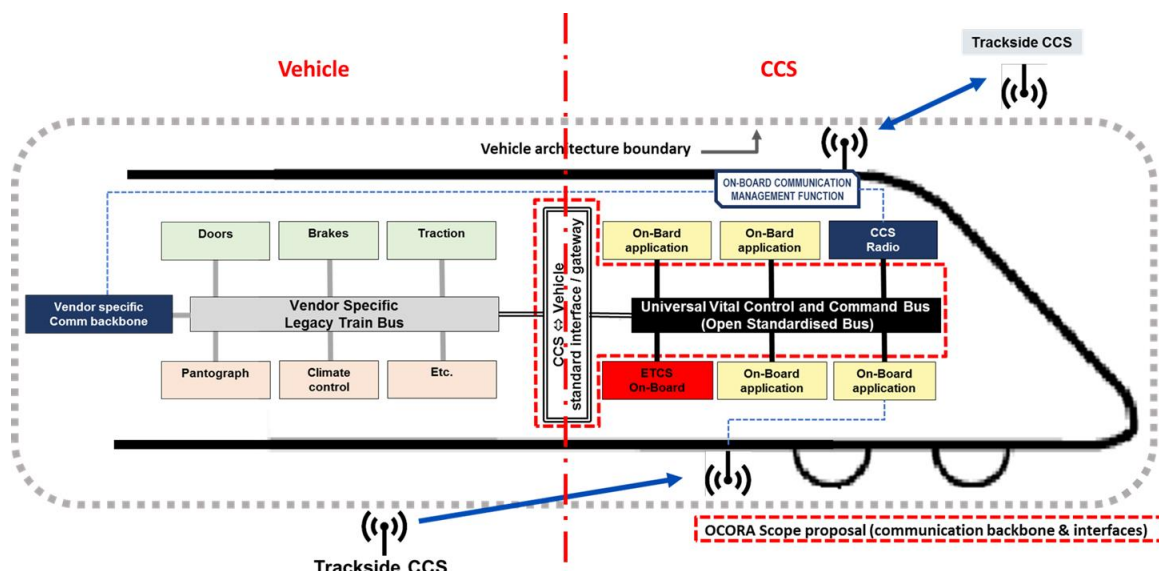 Vehicle
CCS
Trackside CCS
Vehicle architecture boundary
ON-BOARD COMMUNICATION
MANAGEMENT FUNCTION
Doors
Brakes
Traction
On-Bard
application
On-Bard
application
CCS
Radio
Vendor specific
Comm backbone
Vendor Specific
Legacy Train Bus
CCS ⇔ Vehicle
standard interface / gateway
Universal Vital Control and Command Bus
(Open Standardised Bus)
Pantograph
Climate
control
Etc.
ETCS
On-Board
On-Board
application
On-Board
application
OCORA Scope proposal (communication backbone & interfaces)
Trackside CCS